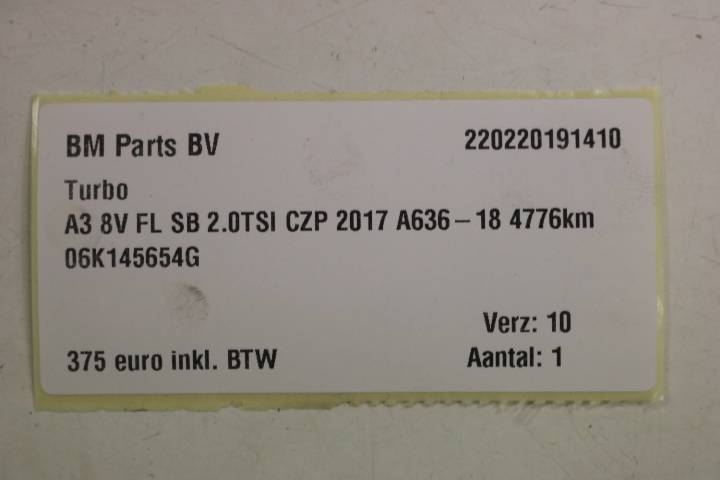 BM Parts BV 220220191410
Turbo
A3 8V FL SB 2.0TSI CZP 2017 A636-18 4776km
06K145654G
Verz: 10
375 euro inkl. BTW Aantal: 1